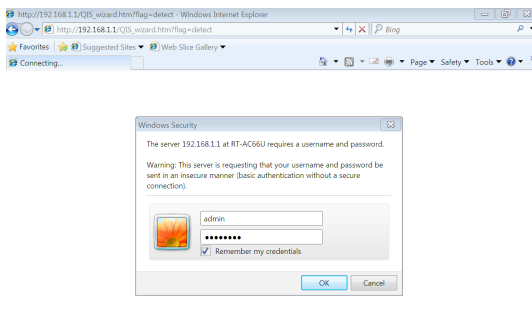 http://192.168.1.1/QIS_wizard.htm?flag=detect - Windows Internet Explorer
http://192.168.1.1/QIS_wizard.htm?flag=detect
Bing
Favorites Suggested Sites Web Slice Gallery
Connecting...
Page Safety Tools
Windows Security
The server 192.168.1.1 at RT-AC66U requires a username and password.
Warning: This server is requesting that your username and password be
sent in an insecure manner (basic authentication without a secure
connection).
admin
••••••••
Remember my credentials
OK Cancel